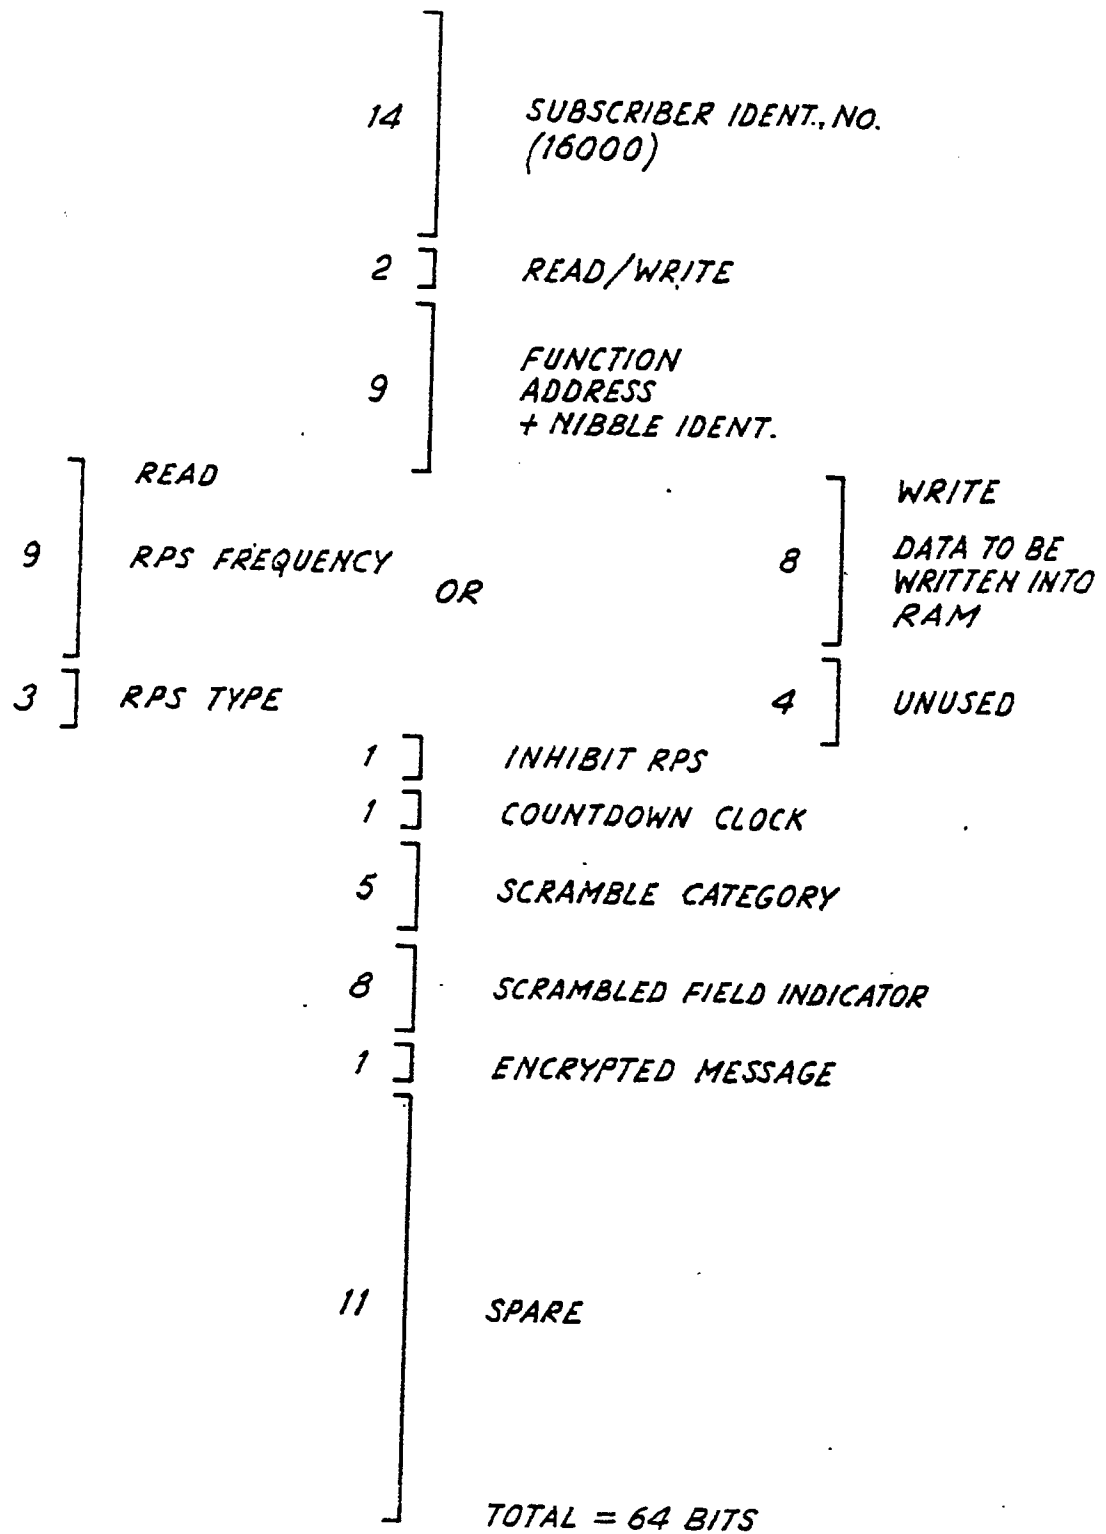 14 SUBSCRIBER IDENT., NO.
(16000)
2 READ/WRITE
9 FUNCTION
ADDRESS
+ NIBBLE IDENT.
READ
9 RPS FREQUENCY
3 RPS TYPE
OR
WRITE
8 DATA TO BE
WRITTEN INTO
RAM
4 UNUSED
1 INHIBIT RPS
1 COUNTDOWN CLOCK
5 SCRAMBLE CATEGORY
8 SCRAMBLED FIELD INDICATOR
1 ENCRYPTED MESSAGE
11 SPARE
TOTAL = 64 BITS